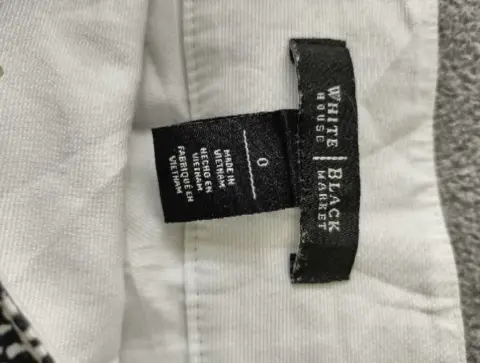 WHITE | BLACK
HOUSE | MARKET
0
MADE IN
VIETNAM
HECHO EN
VIETNAM
FABRIQUÉ EN
VIETNAM